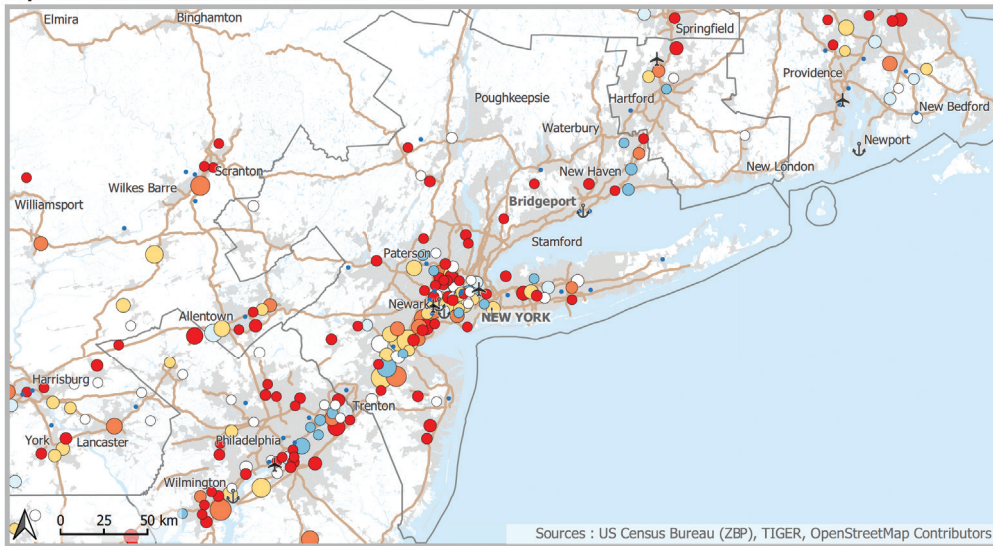 Elmira
Binghamton
Springfield
Providence
Hartford
Poughkeepsie
New Bedford
Waterbury
Newport
Scranton
New Haven
New London
Wilkes Barre
Williamsport
Bridgeport
Stamford
Paterson
Newark
NEW YORK
Allentown
Harrisburg
Trenton
York
Lancaster
Philadelphia
Wilmington
0 25 50 km
Sources : US Census Bureau (ZBP), TIGER, OpenStreetMap Contributors